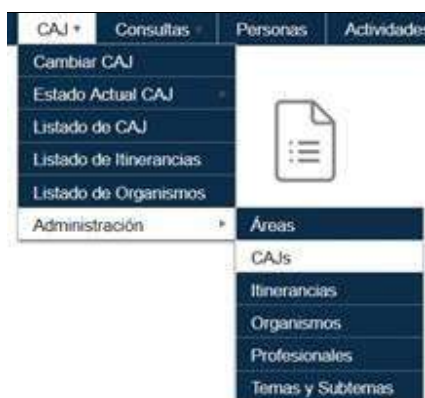 CAJ Consultas Personas Actividades
Cambiar CAJ
Estado Actual CAJ
Listado de CAJ
Listado de Itinerancias
Listado de Organismos
Administración
Áreas
CAJs
Itinerancias
Organismos
Profesionales
Temas y Subtemas